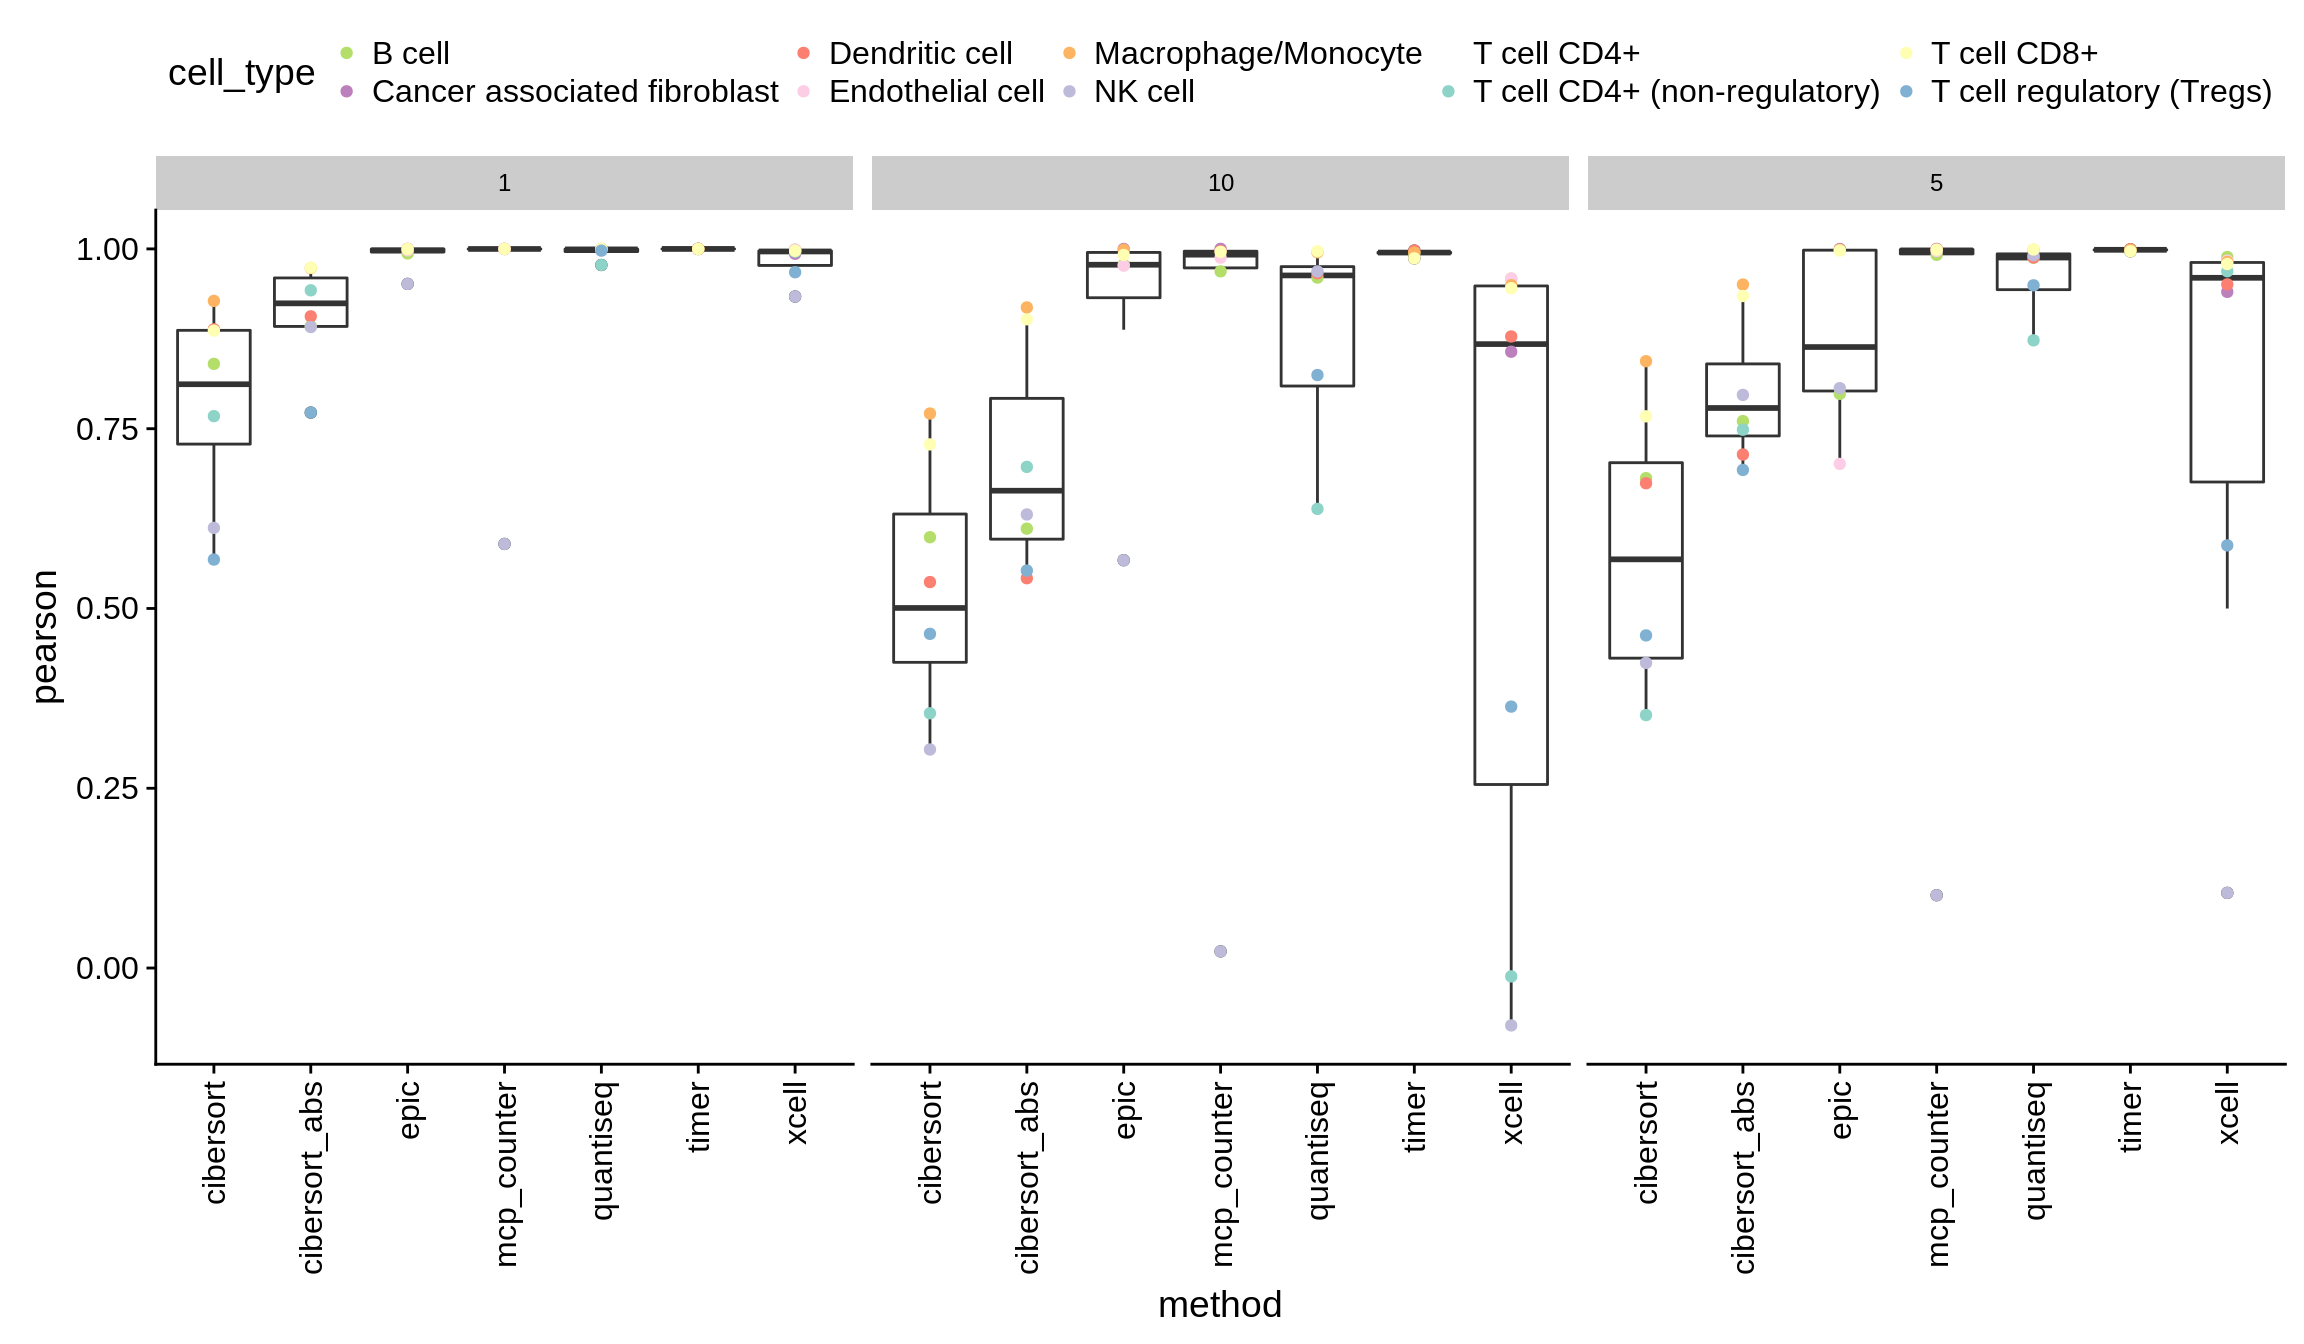 cell_type
B cell
Dendritic cell
Macrophage/Monocyte
T cell CD4+
T cell CD8+
Cancer associated fibroblast
Endothelial cell
NK cell
T cell CD4+ (non-regulatory)
T cell regulatory (Tregs)
1
10
5
pearson
1.00
0.75
0.50
0.25
0.00
cibersort
cibersort_abs
epic
mcp_counter
quantiseq
timer
xcell
cibersort
cibersort_abs
epic
mcp_counter
quantiseq
timer
xcell
cibersort
cibersort_abs
epic
mcp_counter
quantiseq
timer
xcell
method